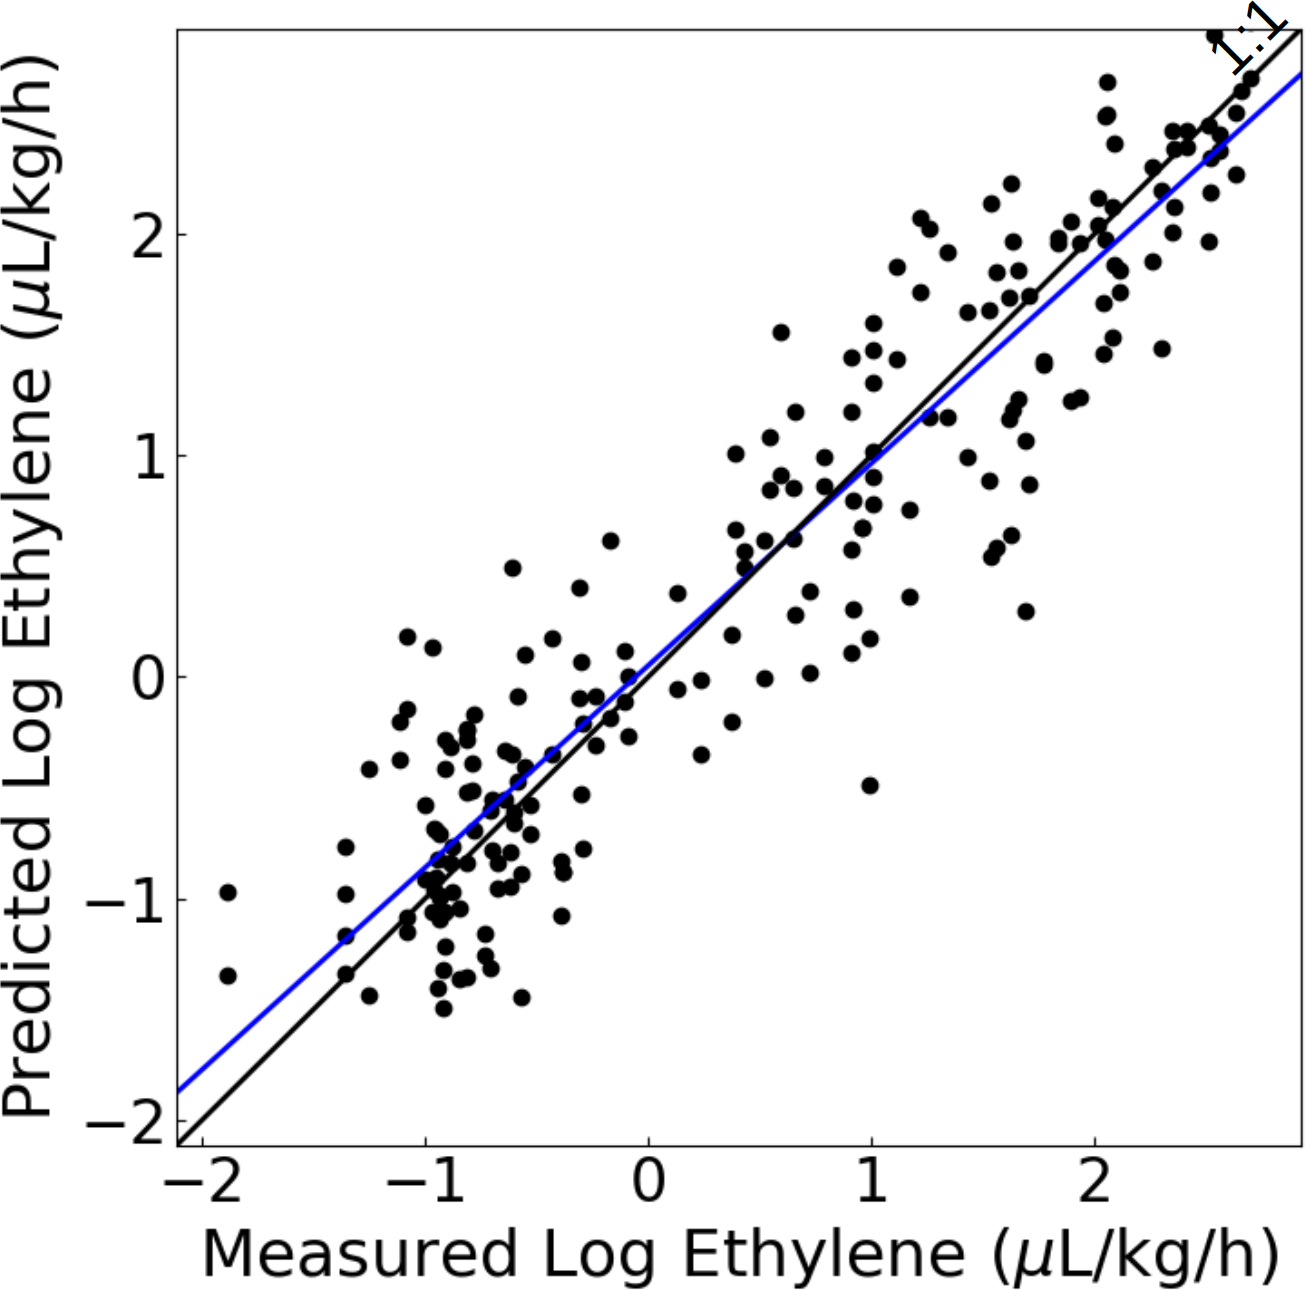 1:1
Predicted Log Ethylene (μL/kg/h)
2
1
0
−1
−2
−2 −1 0 1 2
Measured Log Ethylene (μL/kg/h)